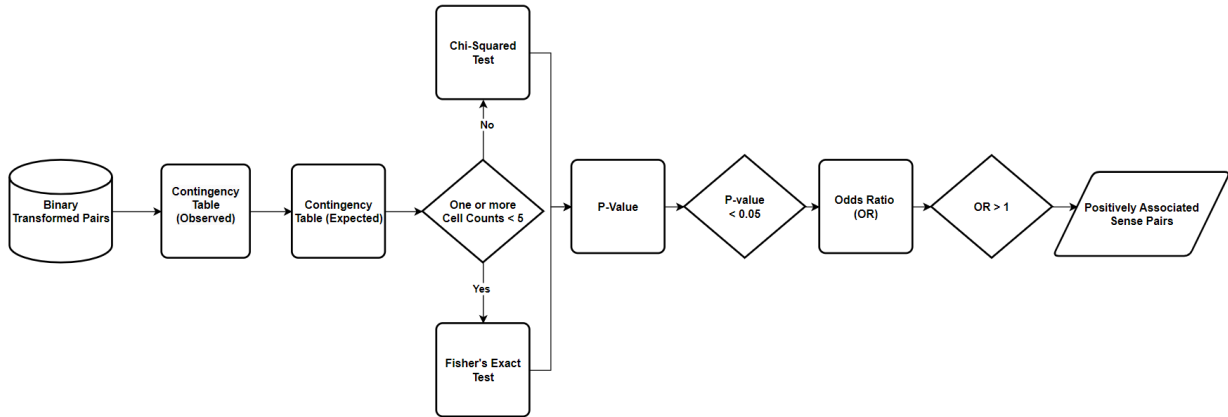 Chi-Squared
Test
No
Binary
Transformed Pairs
Contingency
Table
(Observed)
Contingency
Table (Expected)
One or more
Cell Counts < 5
Yes
Fisher's Exact
Test
P-Value
P-value
< 0.05
Odds Ratio
(OR)
OR > 1
Positively Associated
Sense Pairs